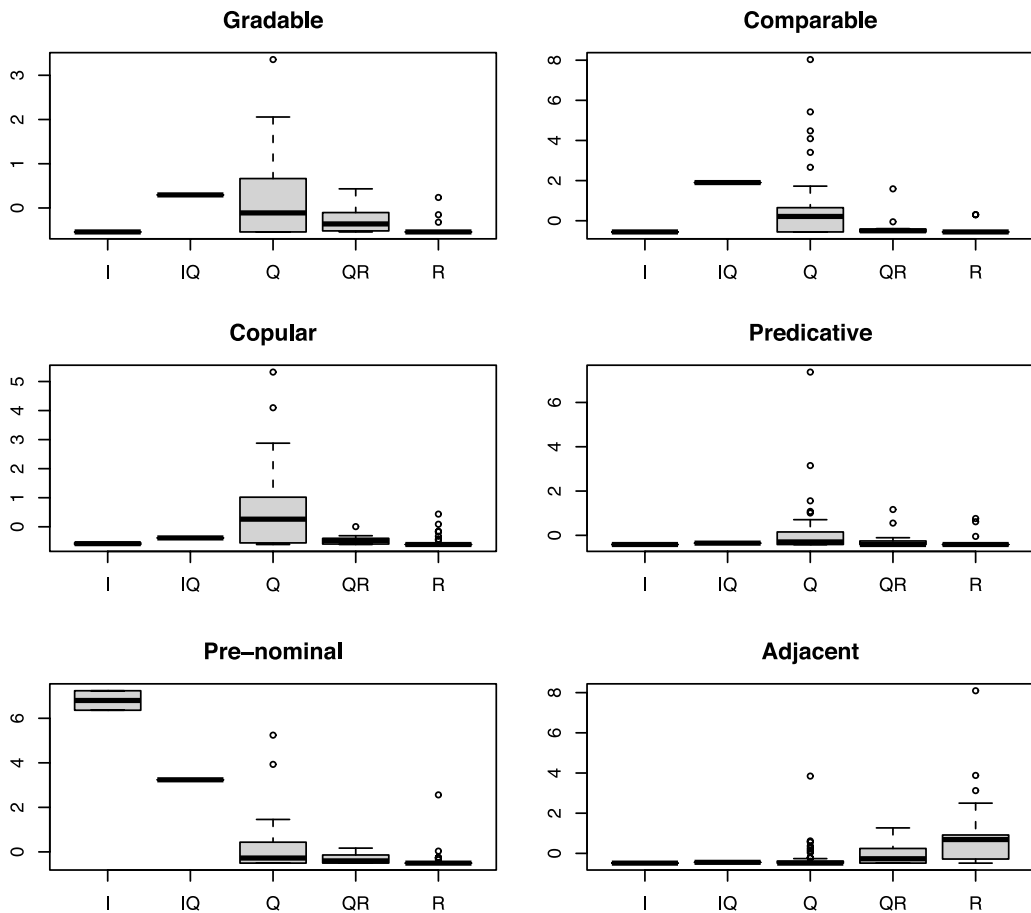 Gradable
3
2
1
0
I IQ Q QR R
Comparable
8
6
4
2
0
I IQ Q QR R
Copular
5
4
3
2
1
0
I IQ Q QR R
Predicative
6
4
2
0
I IQ Q QR R
Pre–nominal
6
4
2
0
I IQ Q QR R
Adjacent
8
6
4
2
0
I IQ Q QR R